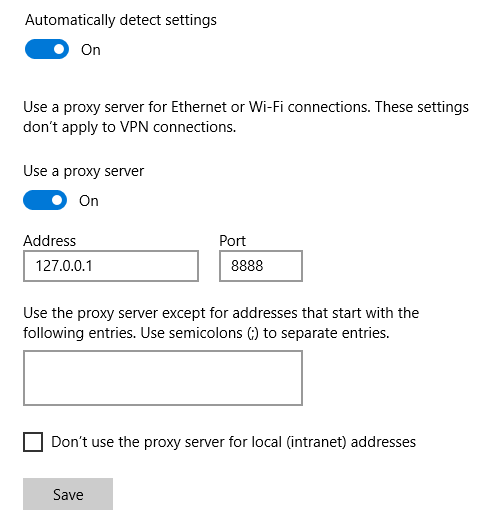 Automatically detect settings
On
Use a proxy server for Ethernet or Wi-Fi connections. These settings
don't apply to VPN connections.
Use a proxy server
On
Address Port
127.0.0.1 8888
Use the proxy server except for addresses that start with the
following entries. Use semicolons (;) to separate entries.
Don't use the proxy server for local (intranet) addresses
Save